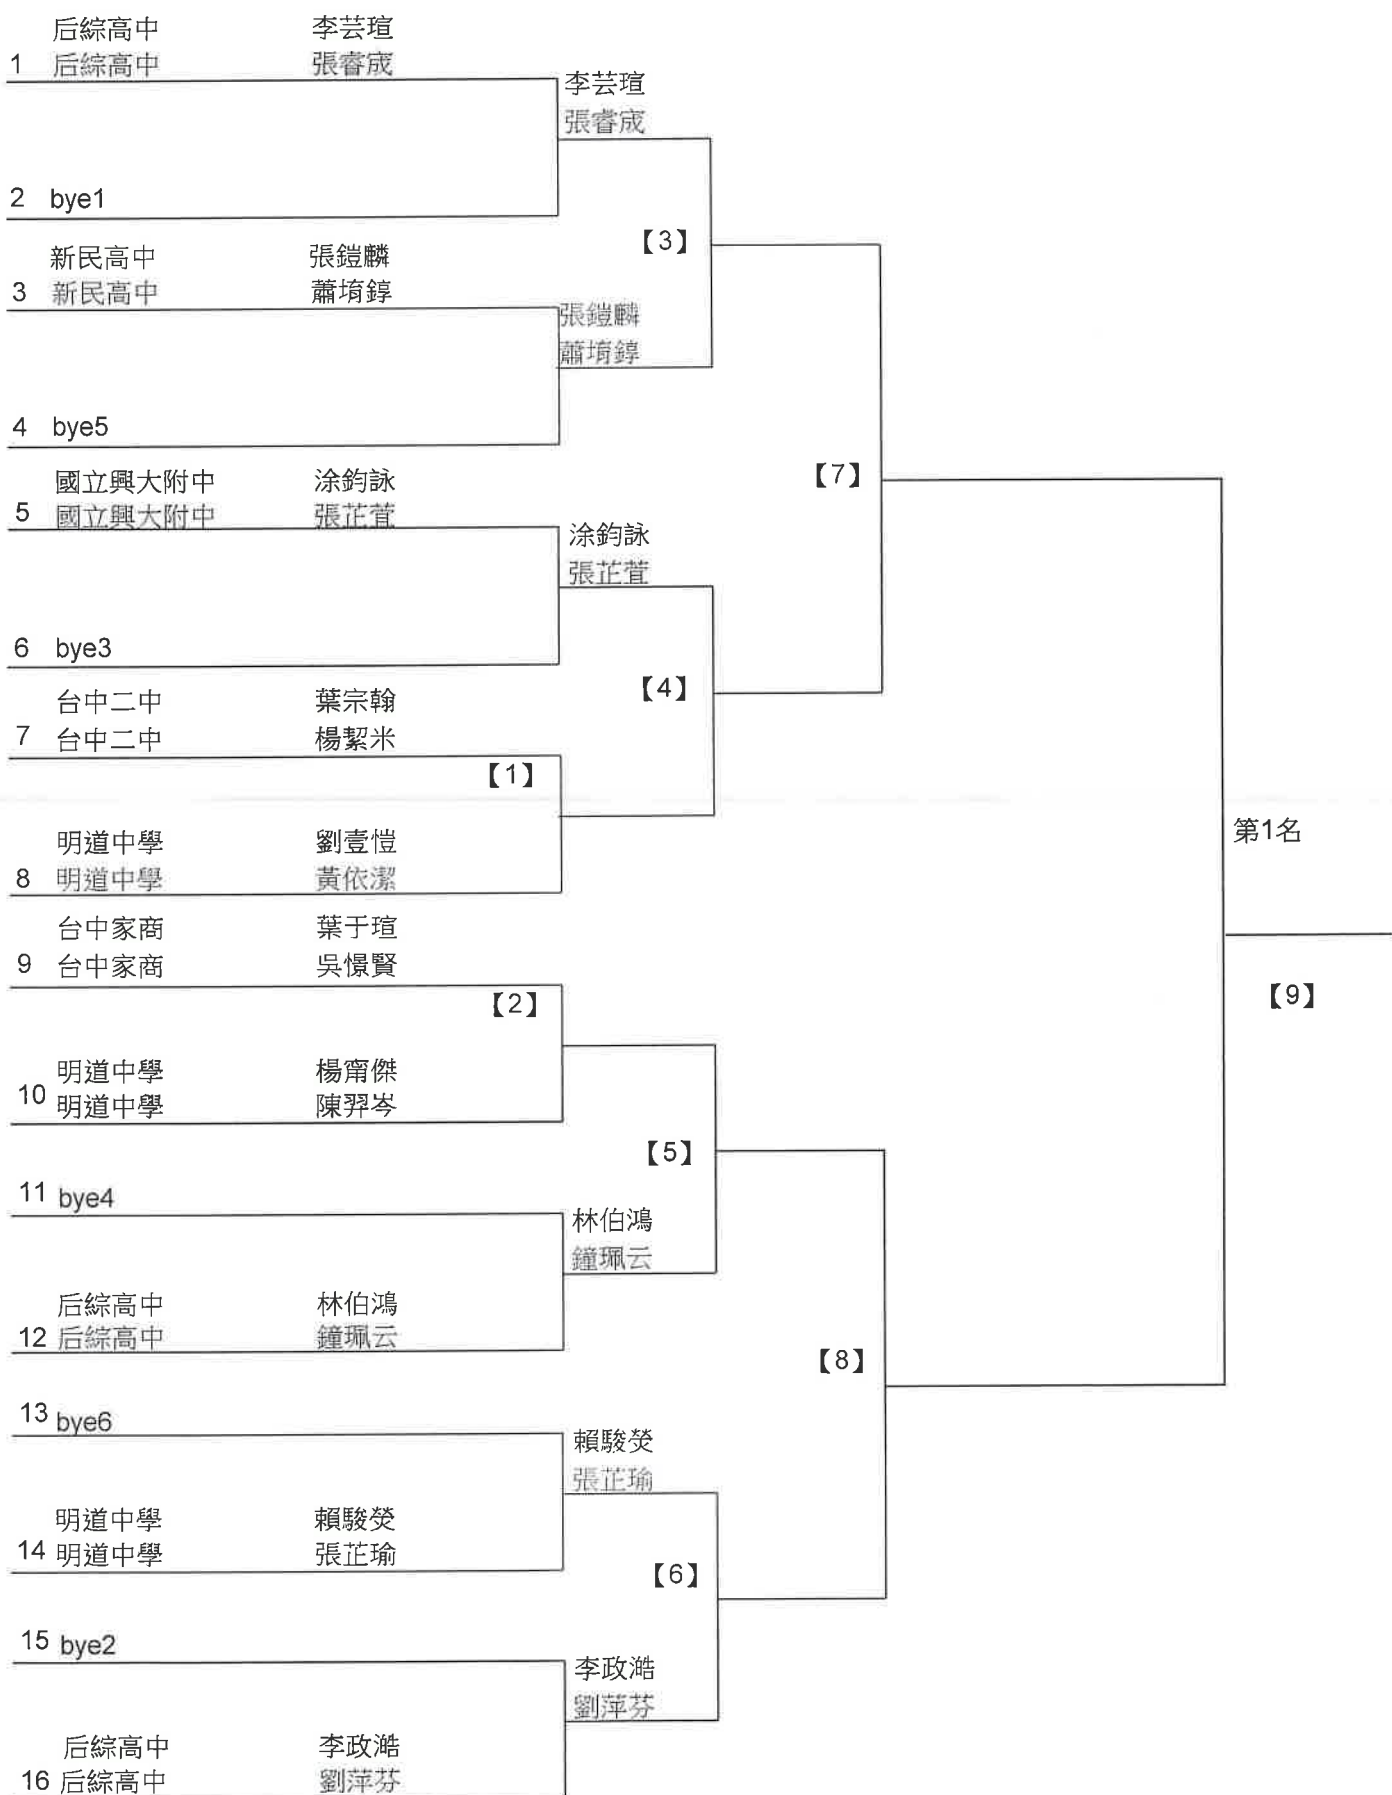 后綜高中 李芸瑄
1 后綜高中 張睿宬
李芸瑄
張睿宬
2 bye1
【3】
新民高中 張鎧麟
3 新民高中 蕭堉錞
張鎧麟
蕭堉錞
4 bye5
【7】
國立興大附中 涂鈞詠
5 國立興大附中 張芷萓
涂鈞詠
張芷萓
6 bye3
【4】
台中二中 葉宗翰
7 台中二中 楊絜米
【1】
明道中學 劉壹愷
8 明道中學 黃依潔
第1名
台中家商 葉于瑄
9 台中家商 吳憬賢
【2】
【9】
明道中學 楊甯傑
10 明道中學 陳羿岑
【5】
11 bye4
林伯鴻
鐘珮云
后綜高中 林伯鴻
12 后綜高中 鐘珮云
【8】
13 bye6
賴駿熒
張芷瑜
明道中學 賴駿熒
14 明道中學 張芷瑜
【6】
15 bye2
李政澔
劉萍芬
后綜高中 李政澔
16 后綜高中 劉萍芬